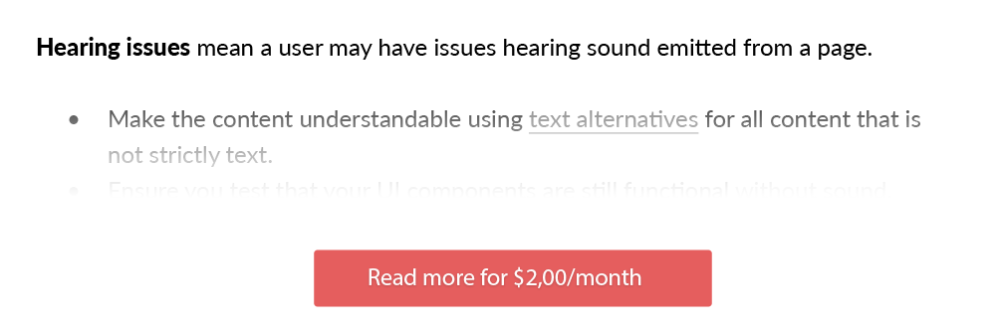 Hearing issues mean a user may have issues hearing sound emitted from a page.
• Make the content understandable using text alternatives for all content that is
not strictly text.
• Ensure you test that your UI components are still functional without sound
Read more for $2,00/month